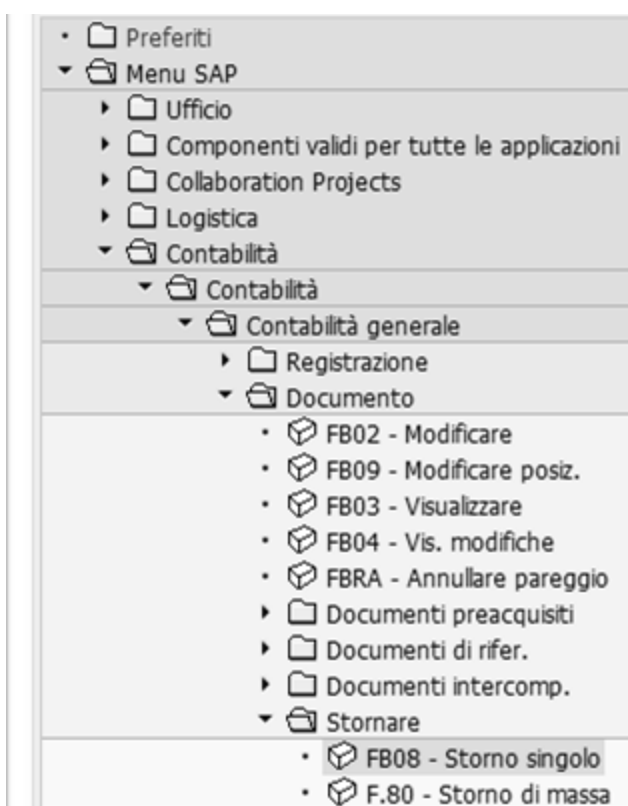 Preferiti
Menu SAP
Ufficio
Componenti validi per tutte le applicazioni
Collaboration Projects
Logistica
Contabilità
Contabilità
Contabilità generale
Registrazione
Documento
FB02 - Modificare
FB09 - Modificare posiz.
FB03 - Visualizzare
FB04 - Vis. modifiche
FBRA - Annullare pareggio
Documenti preacquisiti
Documenti di rifer.
Documenti intercomp.
Stornare
FB08 - Storno singolo
F.80 - Storno di massa